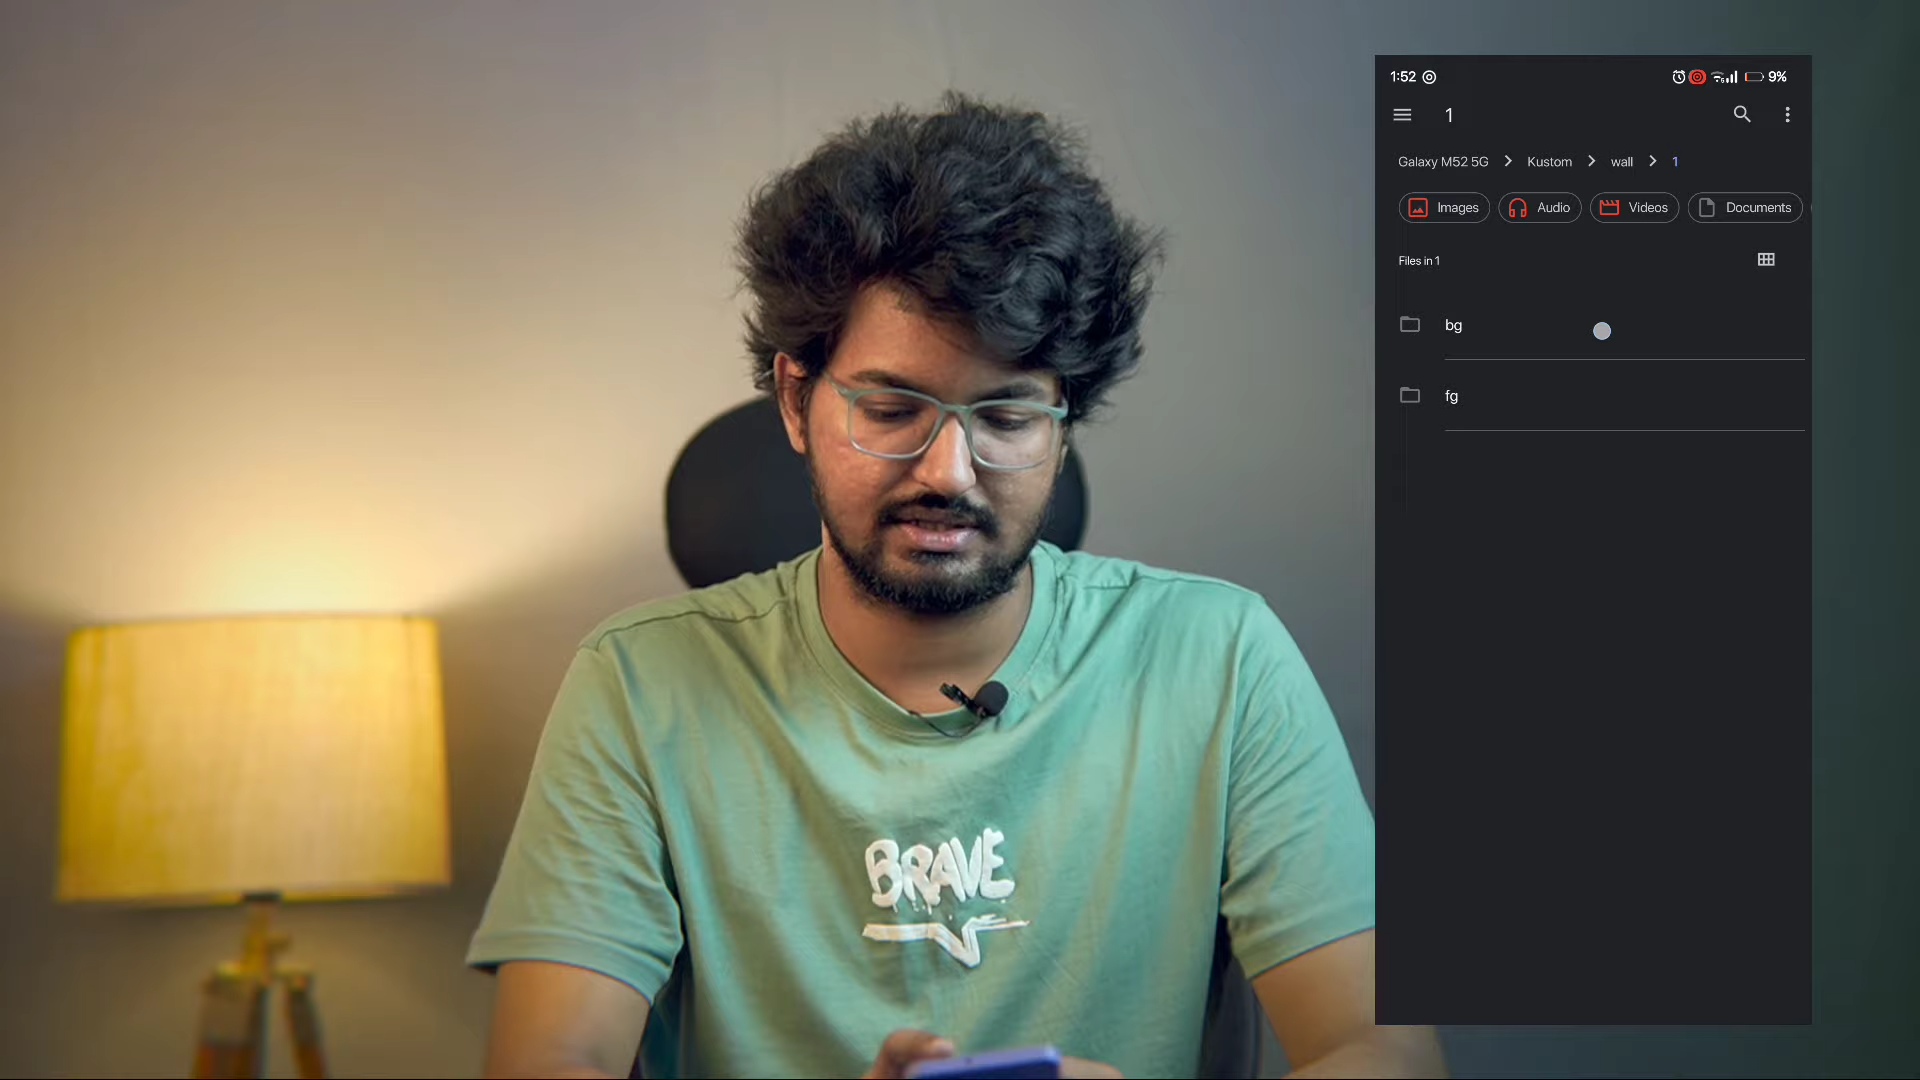 1:52
9%
1
Galaxy M52 5G > Kustom > wall > 1
Images Audio Videos Documents
Files in 1
bg
fg
BRAVE